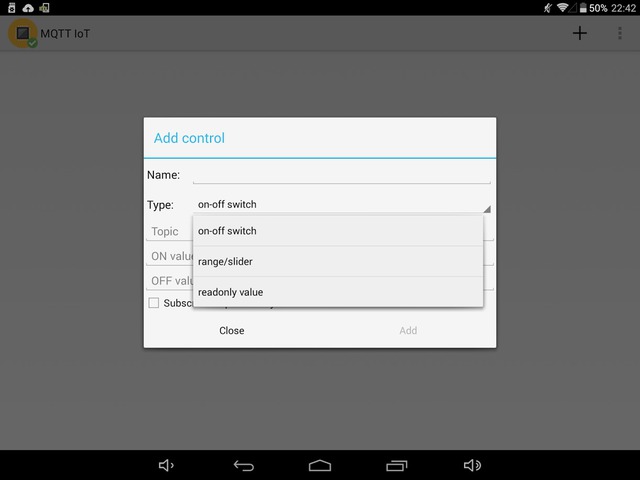 50% 22:42
MQTT IoT
Add control
Name:
Type: on-off switch
Topic on-off switch
ON valu
range/slider
OFF valu
readonly value
Subsc
Close Add